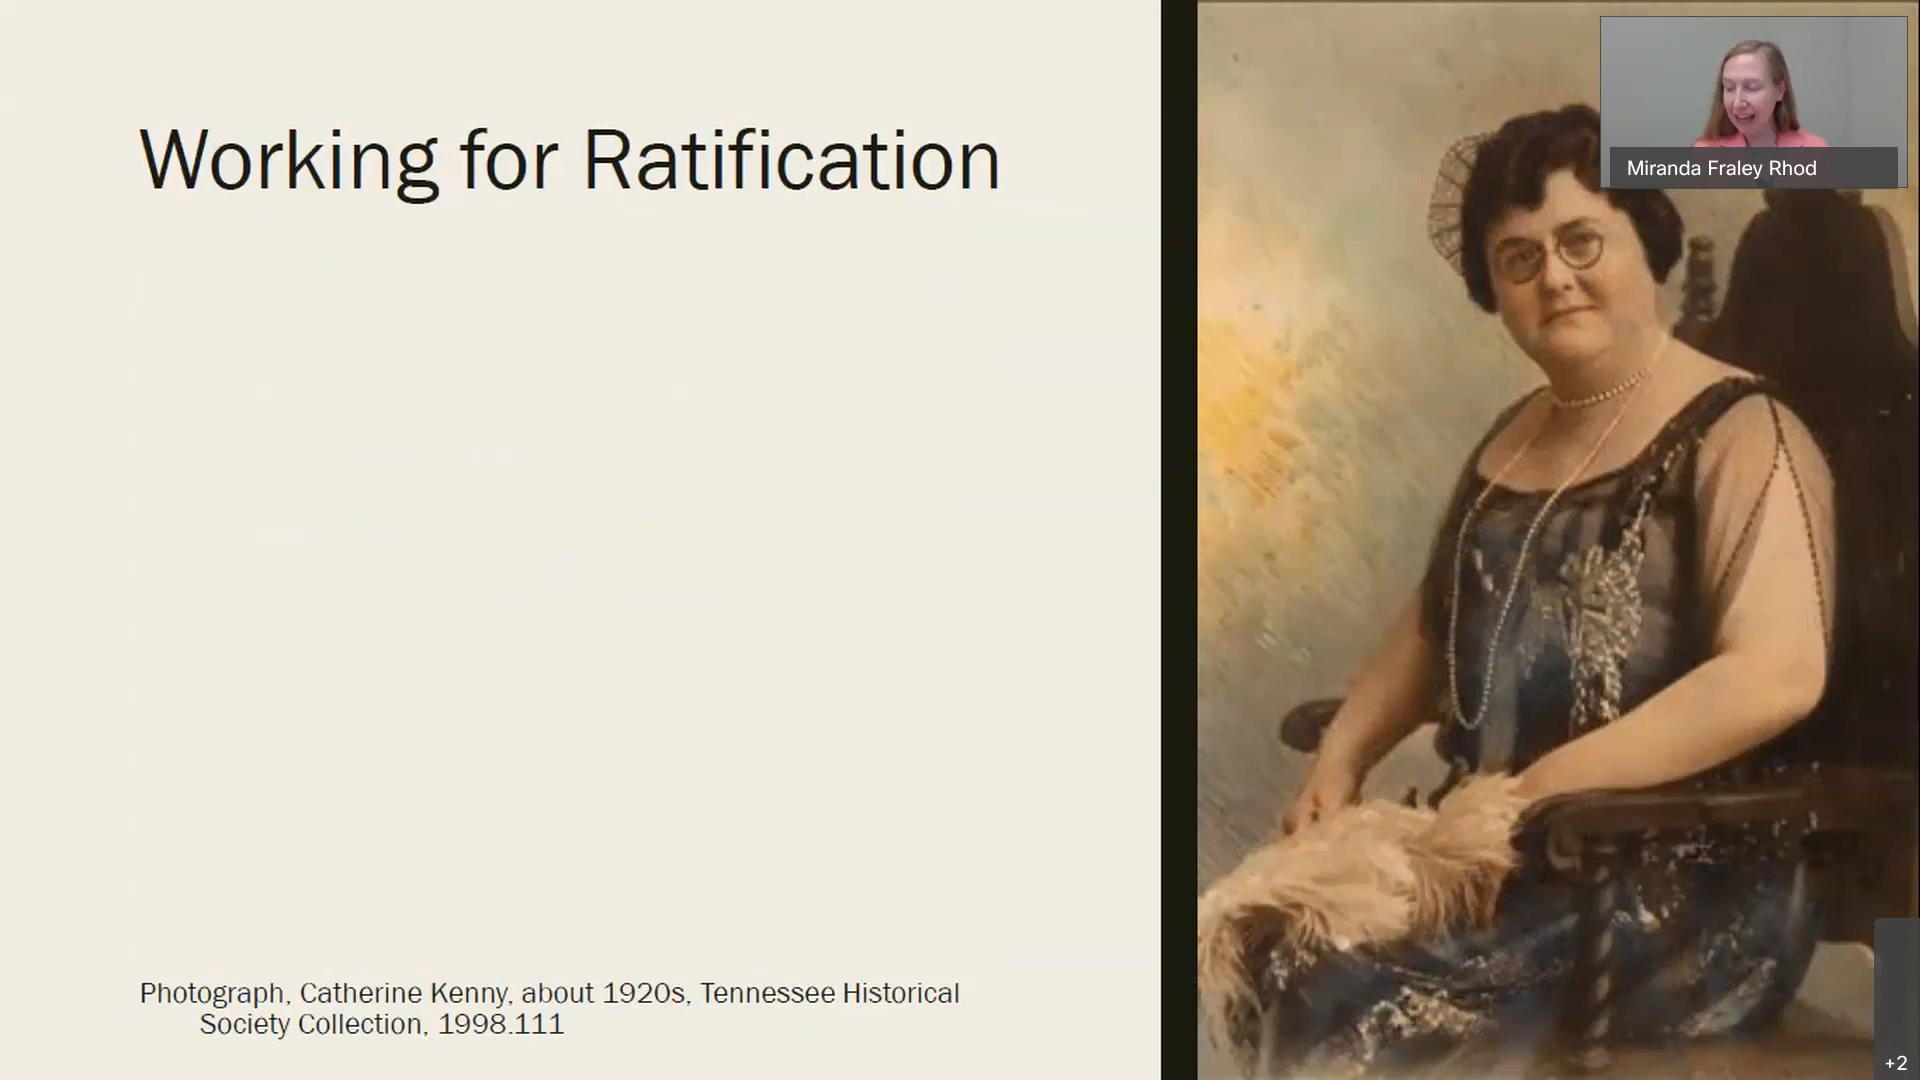 Working for Ratification
Miranda Fraley Rhod
Photograph, Catherine Kenny, about 1920s, Tennessee Historical
Society Collection, 1998.111
+2